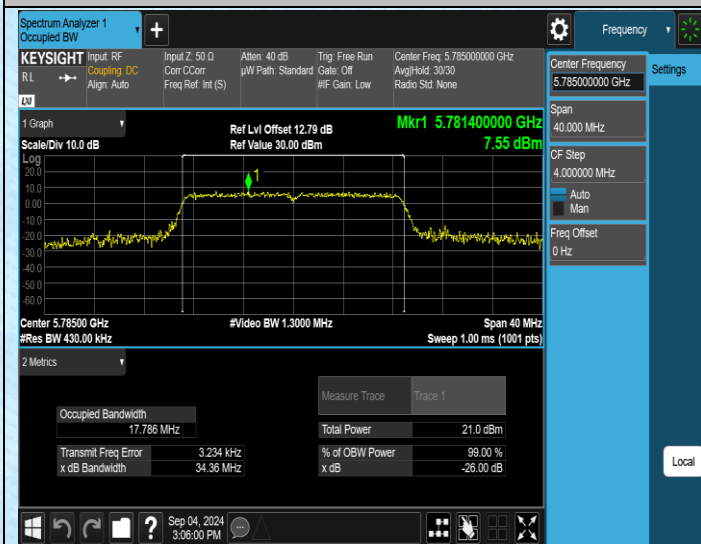 Spectrum Analyzer 1
Occupied BW
Frequency
KEYSIGHT
RL
LXI
Input: RF
Coupling: DC
Align: Auto
Input Z: 50 Ω
Corr CCorr
Freq Ref: Int (S)
Atten: 40 dB
µW Path: Standard
Trig: Free Run
Gate: Off
#IF Gain: Low
Center Freq: 5.785000000 GHz
Avg|Hold: 30/30
Radio Std: None
Center Frequency
5.785000000 GHz
Settings
Span
40.000 MHz
CF Step
4.000000 MHz
Auto
Man
Freq Offset
0 Hz
1 Graph
Scale/Div 10.0 dB
Ref Lvl Offset 12.79 dB
Ref Value 30.00 dBm
Mkr1 5.781400000 GHz
7.55 dBm
Log
20.0
10.0
0.00
-10.0
-20.0
-30.0
-40.0
-50.0
-60.0
1
Center 5.78500 GHz
#Res BW 430.00 kHz
#Video BW 1.3000 MHz
Span 40 MHz
Sweep 1.00 ms (1001 pts)
2 Metrics
Measure Trace
Trace 1
Occupied Bandwidth
17.786 MHz
Total Power
21.0 dBm
Transmit Freq Error
3.234 kHz
% of OBW Power
99.00 %
x dB Bandwidth
34.36 MHz
x dB
-26.00 dB
Local
?
Sep 04, 2024
3:06:00 PM